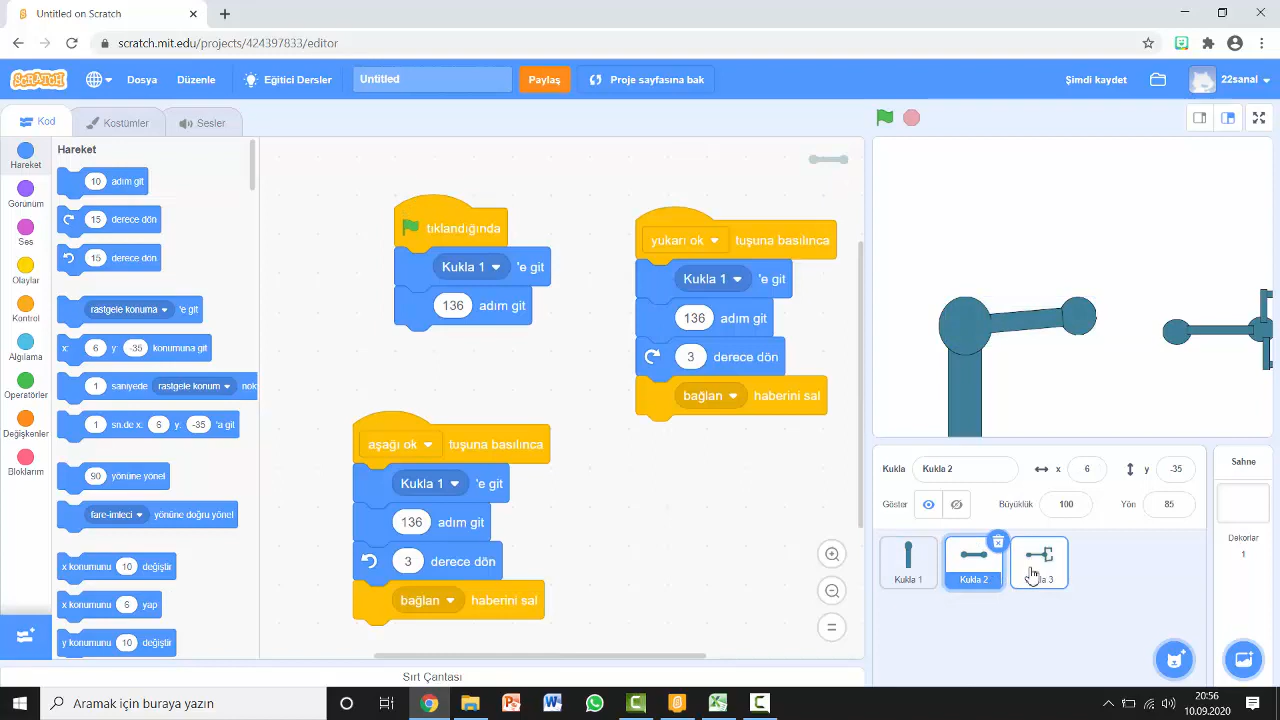 Untitled on Scratch
scratch.mit.edu/projects/424397833/editor
SCRATCH
Dosya
Düzenle
Eğitici Dersler
Untitled
Paylaş
Proje sayfasına bak
Şimdi kaydet
22sanal
Kod
Kostümler
Sesler
Hareket
Görünüm
Ses
Olaylar
Kontrol
Algılama
Operatörler
Değişkenler
Bloklarım
Hareket
10 adım git
15 derece dön
15 derece dön
rastgele konuma 'e git
x: 6 y: -35 konumuna git
1 saniyede rastgele konum nok
1 sn.de x: 6 y: -35 'a git
90 yönüne yönel
fare-imleci yönüne doğru yönel
x konumunu 10 değiştir
x konumunu 6 yap
y konumunu 10 değiştir
tıklandığında
Kukla 1 'e git
136 adım git
yukarı ok tuşuna basılınca
Kukla 1 'e git
136 adım git
3 derece dön
bağlan haberini sal
aşağı ok tuşuna basılınca
Kukla 1 'e git
136 adım git
3 derece dön
bağlan haberini sal
Sırt Çantası
Kukla Kukla 2 x 6 y -35
Göster Büyüklük 100 Yön 85
Kukla 1
Kukla 2
Sahne
Dekorlar
1
Aramak için buraya yazın
20:56
10.09.2020